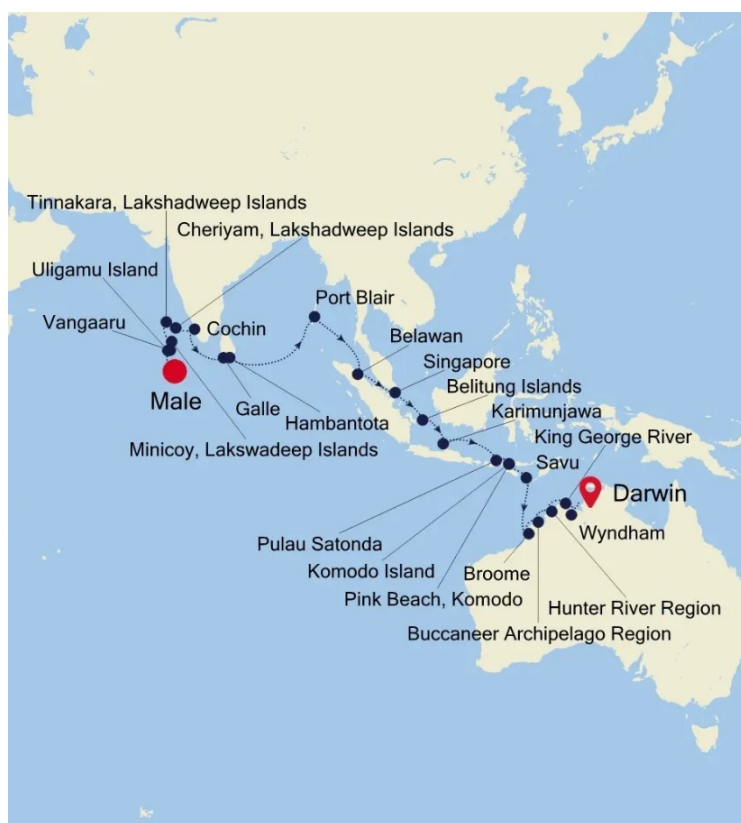 Tinnakara, Lakshadweep Islands
Cheriyam, Lakshadweep Islands
Uligamu Island
Port Blair
Vangaaru
Cochin
Belawan
Singapore
Belitung Islands
Male
Galle
Karimunjawa
Hambantota
King George River
Minicoy, Lakswadeep Islands
Savu
Darwin
Wyndham
Pulau Satonda
Komodo Island
Broome
Pink Beach, Komodo
Hunter River Region
Buccaneer Archipelago Region